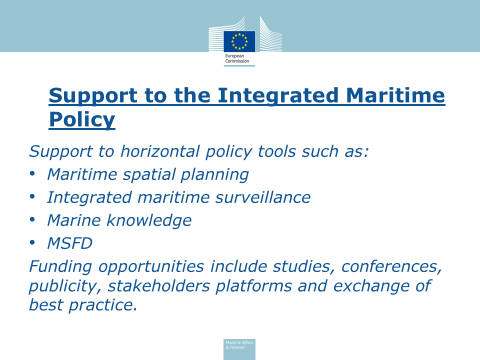 European
Commission
Support to the Integrated Maritime
Policy
Support to horizontal policy tools such as:
• Maritime spatial planning
• Integrated maritime surveillance
• Marine knowledge
• MSFD
Funding opportunities include studies, conferences,
publicity, stakeholders platforms and exchange of
best practice.